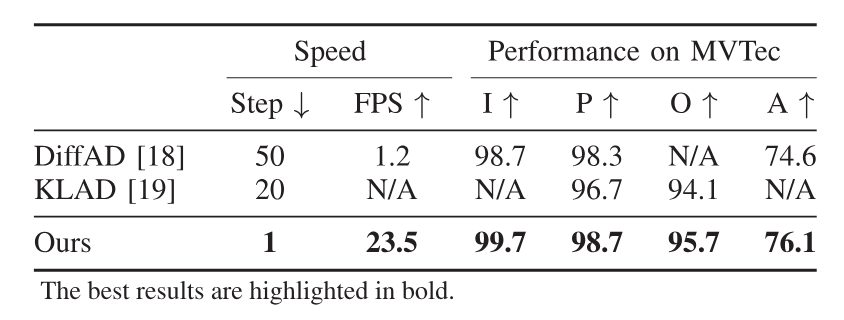 Speed Performance on MVTec
Step ↓ FPS ↑ I ↑ P ↑ O ↑ A ↑
DiffAD [18] 50 1.2 98.7 98.3 N/A 74.6
KLAD [19] 20 N/A N/A 96.7 94.1 N/A
Ours 1 23.5 99.7 98.7 95.7 76.1
The best results are highlighted in bold.